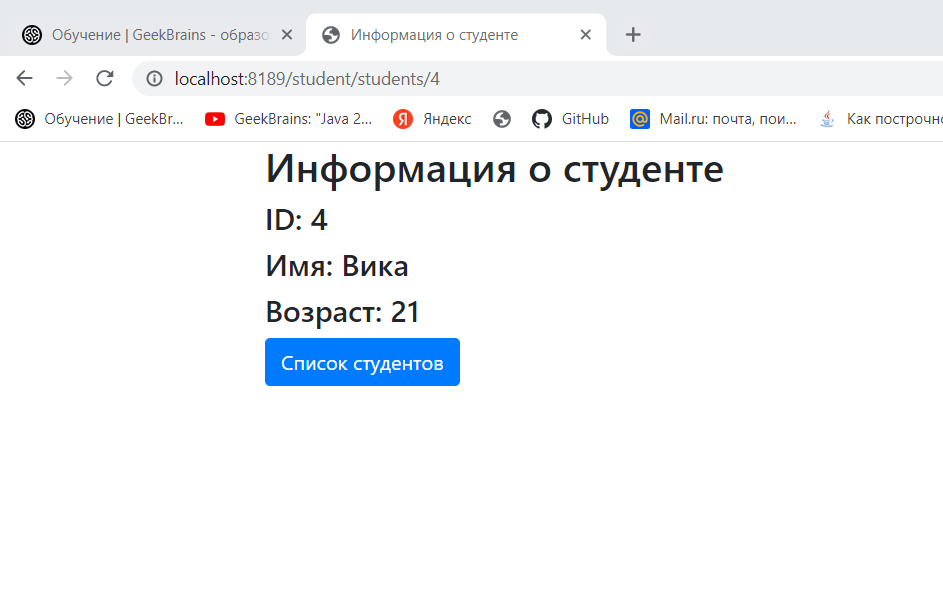 Обучение | GeekBrains - образо
Информация о студенте
localhost:8189/student/students/4
Обучение | GeekBr...
GeekBrains: "Java 2...
Яндекс
GitHub
Mail.ru: почта, пои...
Как построчно
Информация о студенте
ID: 4
Имя: Вика
Возраст: 21
Список студентов